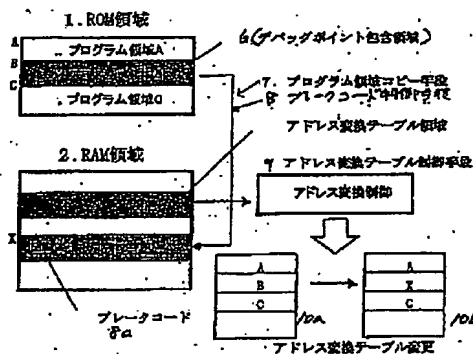 1.ROM領域
A
プログラム領域A
B
C
プログラム領域C
6(デバッグポイント包含領域)
7. プログラム領域コピー手段
8. ブレークコード
アドレス変換テーブル領域
2.RAM領域
9 アドレス変換テーブル制御手段
アドレス変換制御
X
ブレークコード
8a
A
B
C
10a
A
X
C
アドレス変換テーブル変更